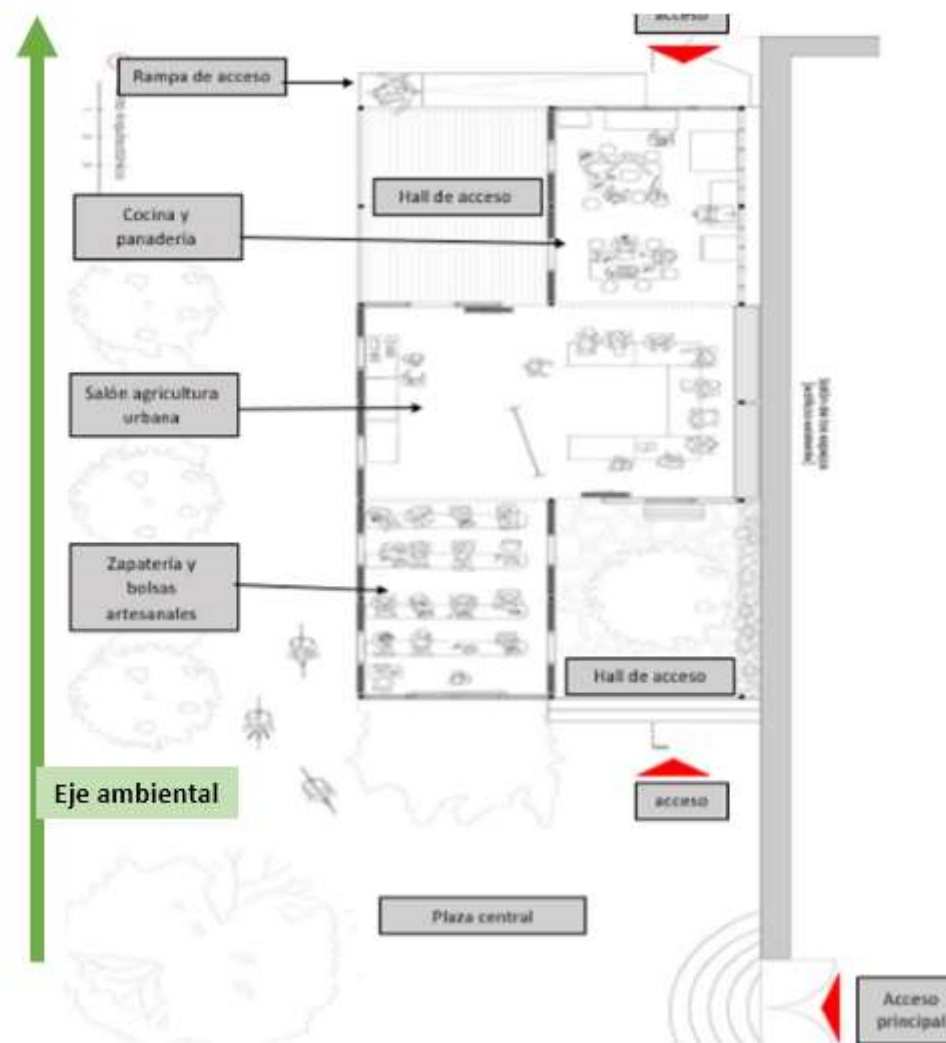 acceso
Rampa de acceso
Hall de acceso
Cocina y
panadería
Salón agricultura
urbana
Zapatería y
bolsas
artesanales
Hall de acceso
Eje ambiental
acceso
Plaza central
Acceso
principal